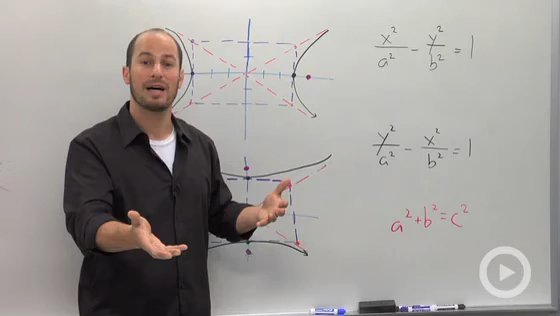 x²/a² - y²/b² = 1
y²/a² - x²/b² = 1
a² + b² = c²